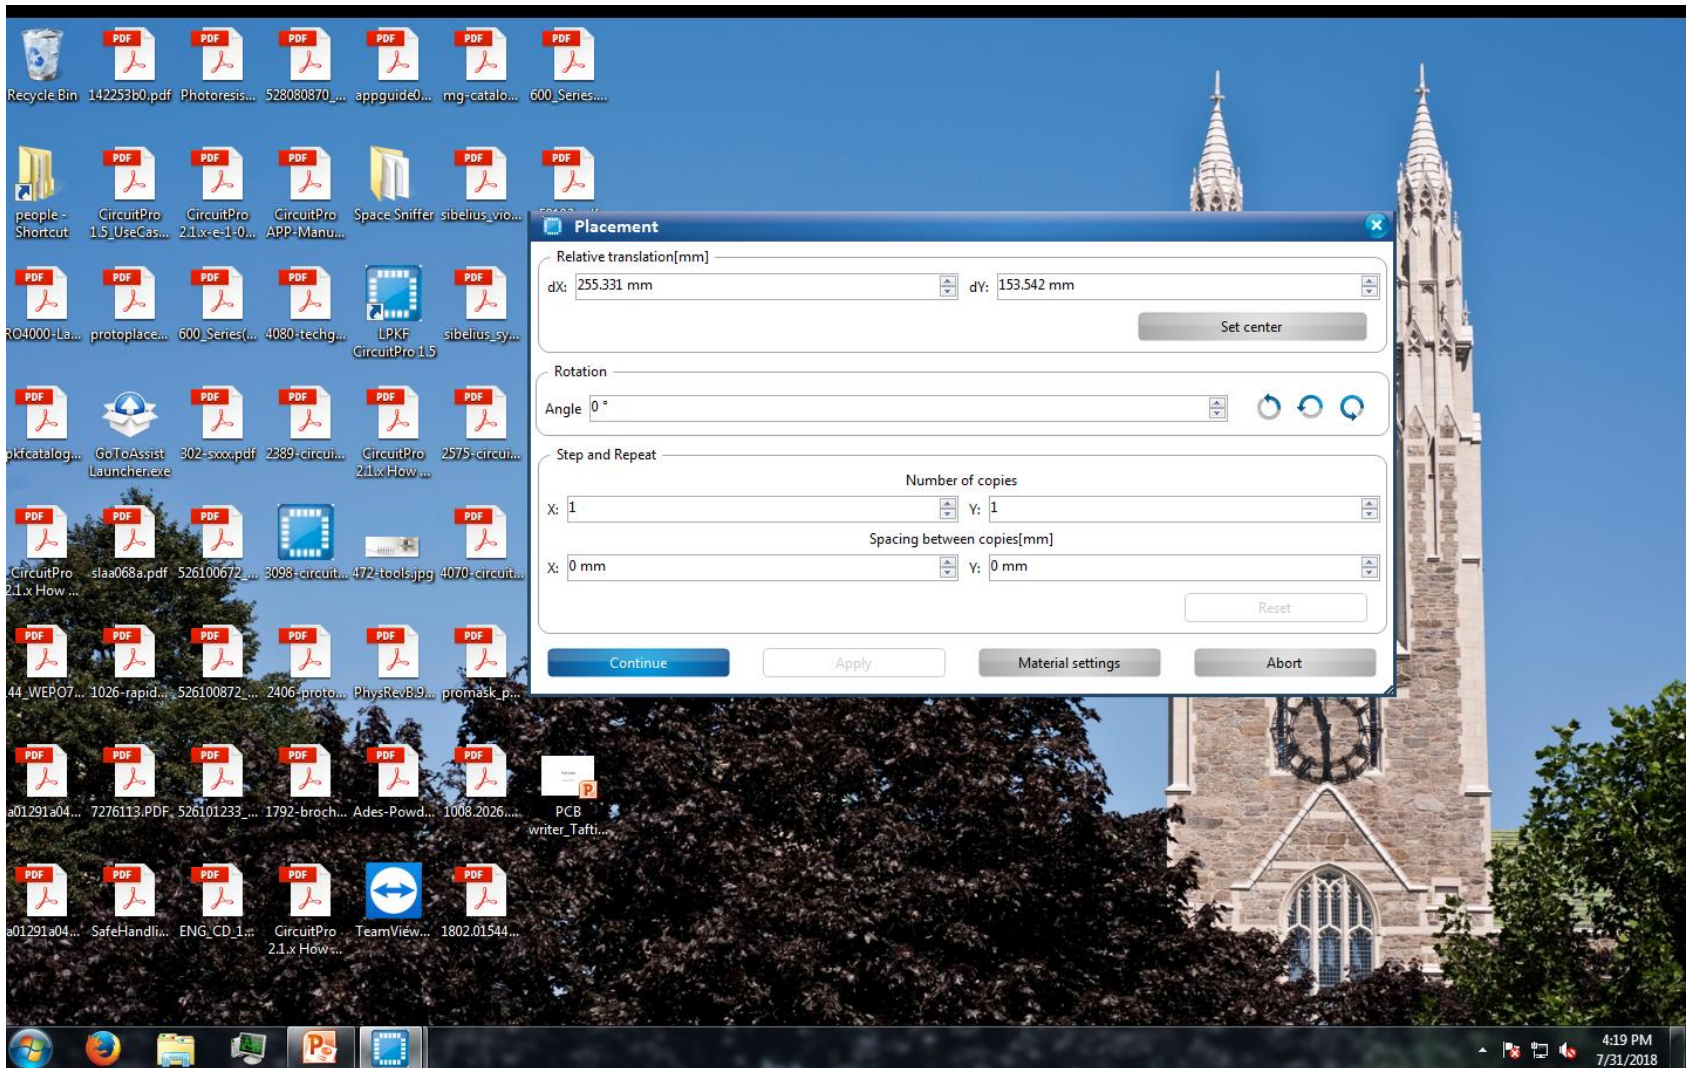 Recycle Bin
142253b0.pdf
Photoresis...
528080870_...
appguide0...
mg-catalo...
600_Series....
people -
Shortcut
CircuitPro
1.5_UseCas...
CircuitPro
2.1.x-e-1-0...
CircuitPro
APP-Manu...
Space Sniffer
sibelius_vio...
RO4000-La...
protoplace...
600_Series(...
4080-techg...
LPKF
CircuitPro 1.5
sibelius_sy...
pkfcatalog...
GoToAssist
Launcher.exe
302-sxxx.pdf
2389-circui...
CircuitPro
2.1.x How ...
2575-circui...
CircuitPro
2.1.x How ...
slaa068a.pdf
526100672_...
3098-circuit...
472-tools.jpg
4070-circuit...
44_WEPO7...
1026-rapid...
526100872_...
2406-proto...
PhysRevB.9...
promask_p...
a01291a04...
7276113.PDF
526101233_...
1792-broch...
Ades-Powd...
1008.2026....
PCB
writer_Tafti...
a01291a04...
SafeHandli...
ENG_CD_1...
CircuitPro
2.1.x How ...
TeamView...
1802.01544...
Placement
Relative translation[mm]
dX: 255.331 mm dY: 153.542 mm
Set center
Rotation
Angle 0 °
Step and Repeat
Number of copies
X: 1 Y: 1
Spacing between copies[mm]
X: 0 mm Y: 0 mm
Reset
Continue Apply Material settings Abort
4:19 PM
7/31/2018